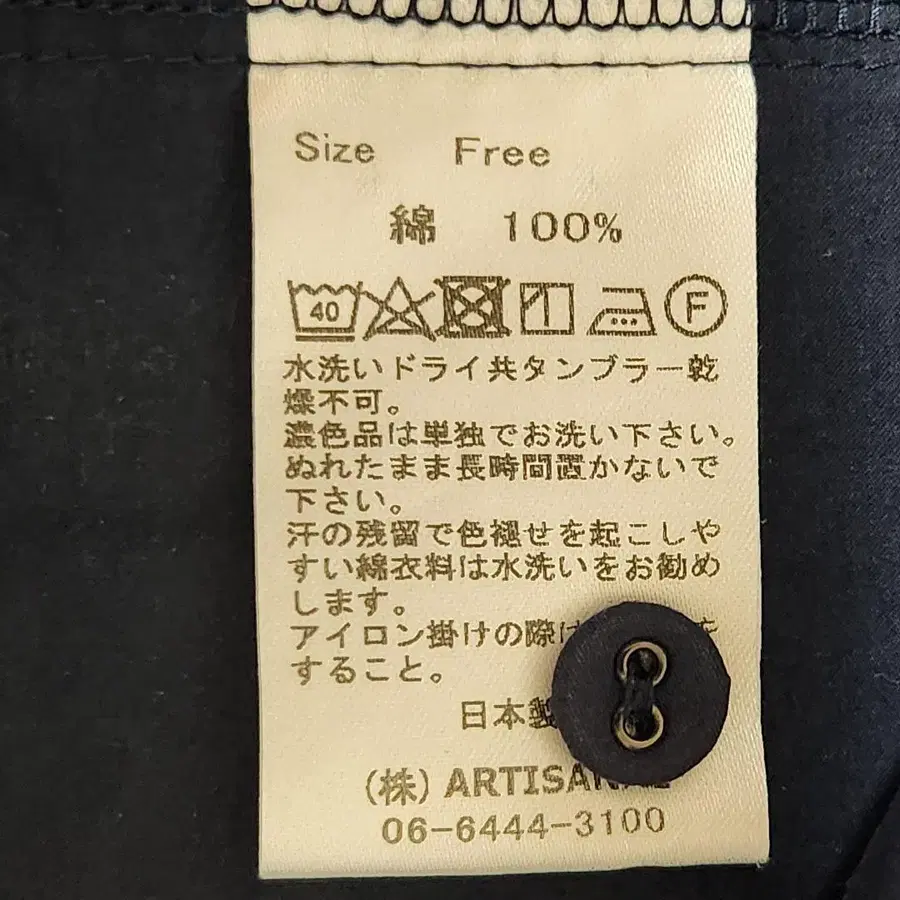 Size Free
綿 100%
40 F
水洗いドライ共タンブラー乾
燥不可。
濃色品は単独でお洗い下さい。
ぬれたまま長時間置かないで
下さい。
汗の残留で色褪せを起こしや
すい綿衣料は水洗いをお勧め
します。
アイロン掛けの際は
すること。
日本製
(株) ARTISAN
06-6444-3100